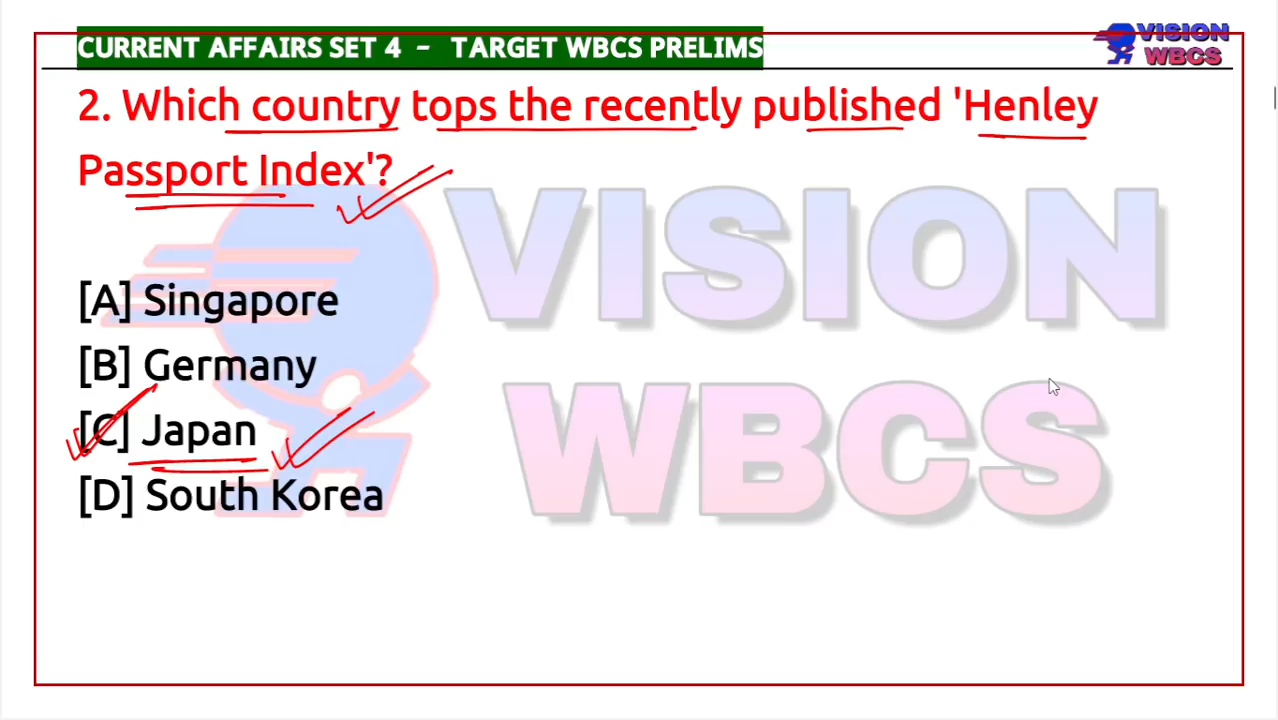 CURRENT AFFAIRS SET 4 - TARGET WBCS PRELIMS
VISION
WBCS
2. Which country tops the recently published 'Henley
Passport Index'?
VISION
WBCS
[A] Singapore
[B] Germany
[C] Japan
[D] South Korea